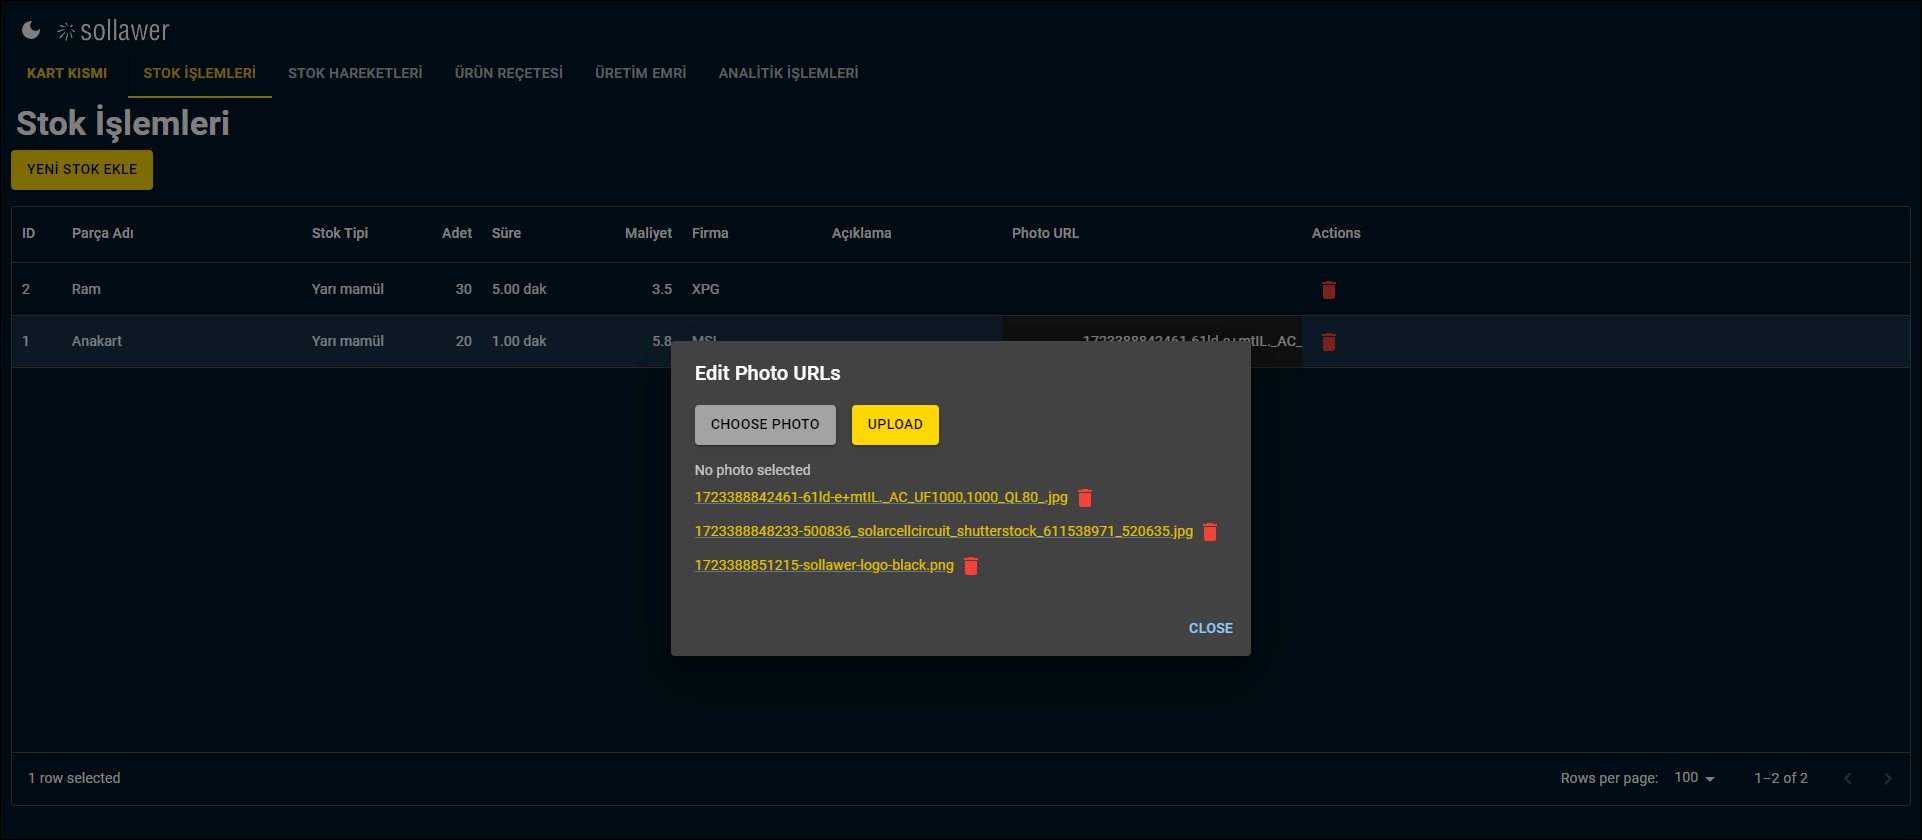 sollawer
KART KISMI STOK İŞLEMLERİ STOK HAREKETLERİ ÜRÜN REÇETESİ ÜRETİM EMRİ ANALİTİK İŞLEMLERİ
Stok İşlemleri
YENİ STOK EKLE
ID Parça Adı Stok Tipi Adet Süre Maliyet Firma Açıklama Photo URL Actions
2 Ram Yarı mamül 30 5.00 dak 3.5 XPG
1 Anakart Yarı mamül 20 1.00 dak 5.8 MSI 1723388842461-61ld-e+mtIL._AC_
Edit Photo URLs
CHOOSE PHOTO UPLOAD
No photo selected
1723388842461-61ld-e+mtIL._AC_UF1000,1000_QL80_.jpg
1723388848233-500836_solarcellcircuit_shutterstock_611538971_520635.jpg
1723388851215-sollawer-logo-black.png
CLOSE
1 row selected Rows per page: 100 1–2 of 2